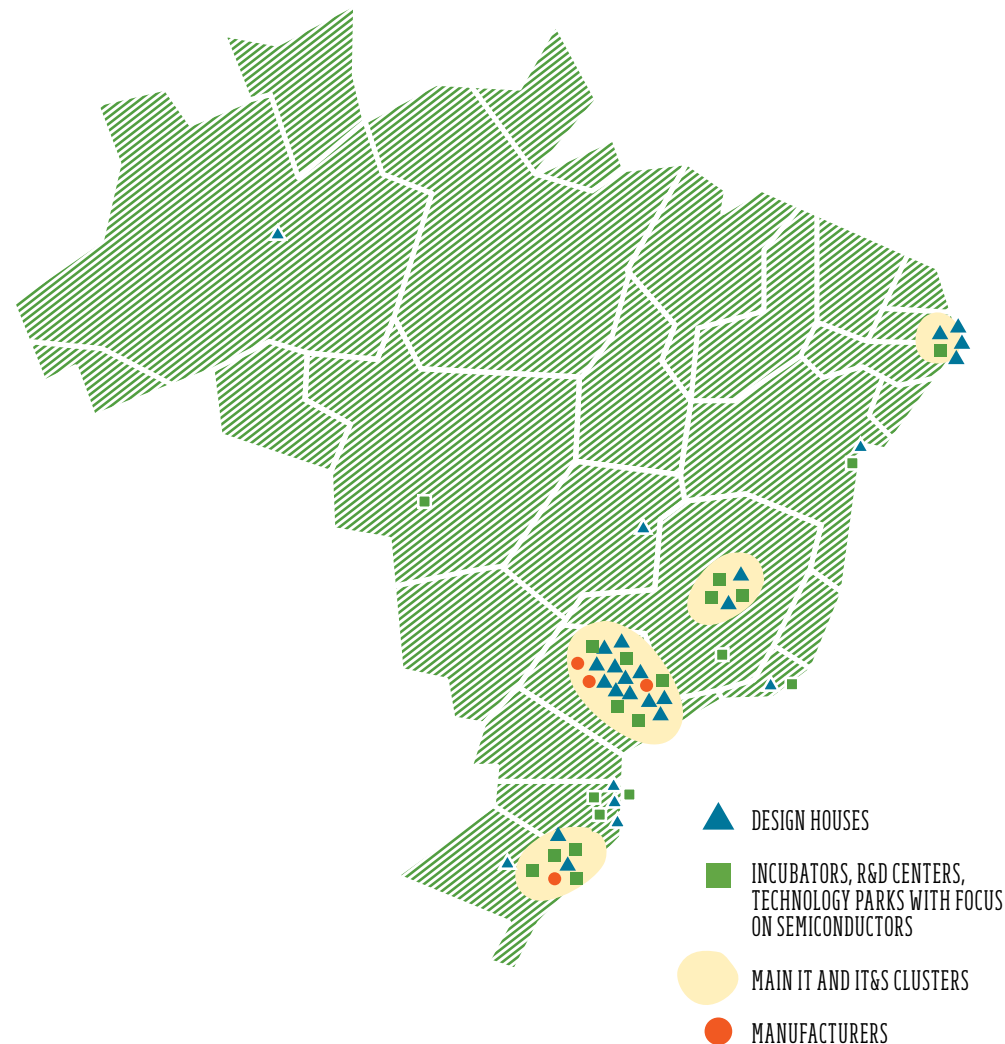 DESIGN HOUSES
INCUBATORS, R&D CENTERS,
TECHNOLOGY PARKS WITH FOCUS
ON SEMICONDUCTORS
MAIN IT AND IT&S CLUSTERS
MANUFACTURERS